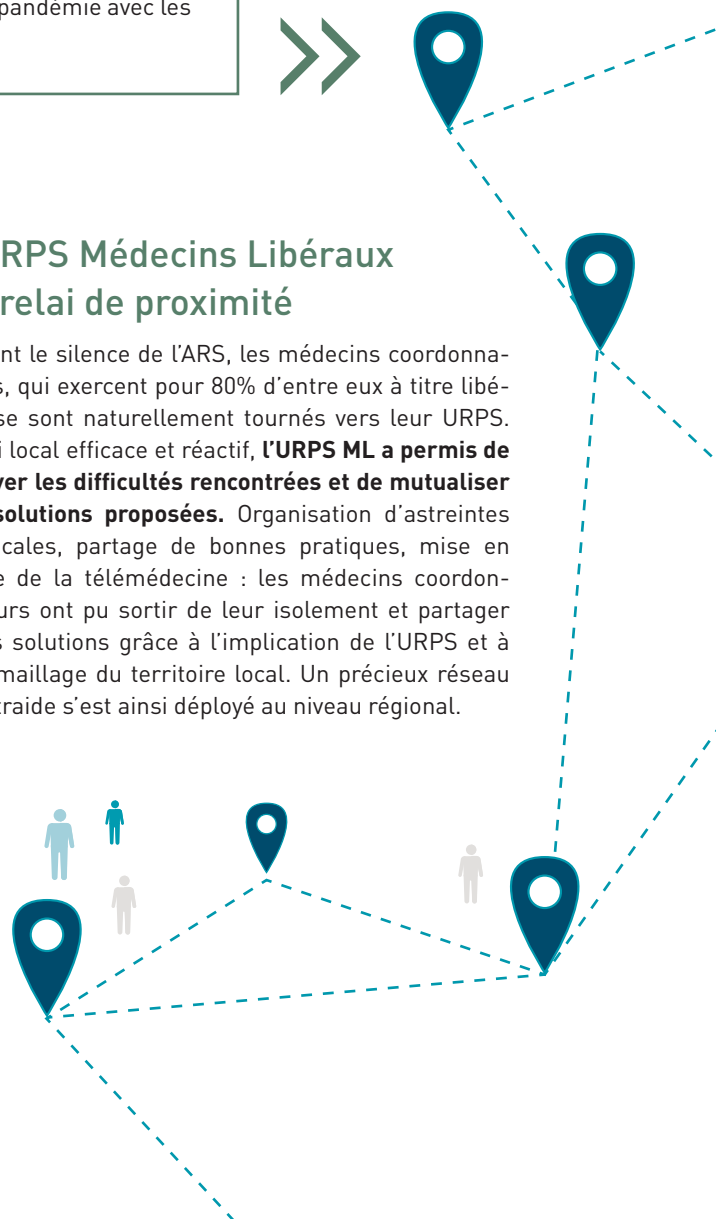 pandémie avec les
RPS Médecins Libéraux
relai de proximité
nt le silence de l’ARS, les médecins coordonna-
s, qui exercent pour 80% d’entre eux à titre libé-
se sont naturellement tournés vers leur URPS.
i local efficace et réactif, l’URPS ML a permis de
ver les difficultés rencontrées et de mutualiser
solutions proposées. Organisation d’astreintes
cales, partage de bonnes pratiques, mise en
e de la télémédecine : les médecins coordon-
urs ont pu sortir de leur isolement et partager
s solutions grâce à l’implication de l’URPS et à
maillage du territoire local. Un précieux réseau
traide s’est ainsi déployé au niveau régional.